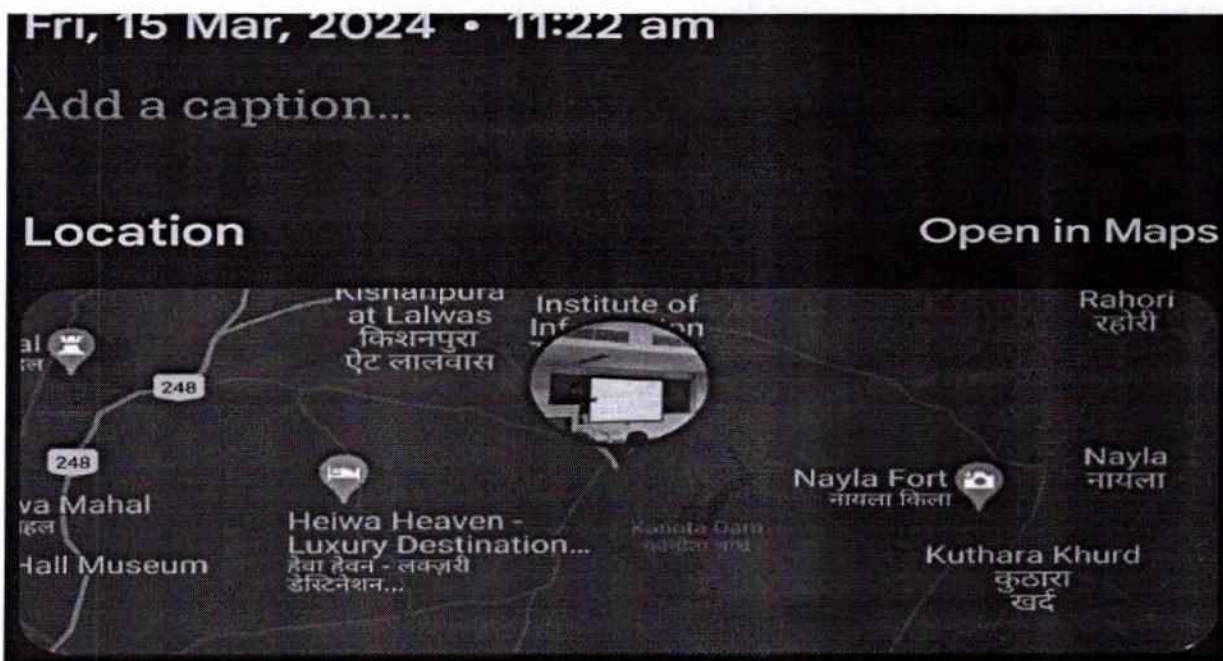 Fri, 15 Mar, 2024 • 11:22 am
Add a caption...
Location
Open in Maps
Kishanpura
at Lalwas
किशनपुरा
ऐट लालवास
Institute of
Rahori
रहोरी
248
248
Mahal
Hall Museum
Heiwa Heaven -
Luxury Destination...
हेवा हेवन - लक्ज़री
डेस्टिनेशन...
Nayla Fort
नायला किला
Nayla
नायला
Kanota Dam
Kuthara Khurd
कुठारा
खर्द